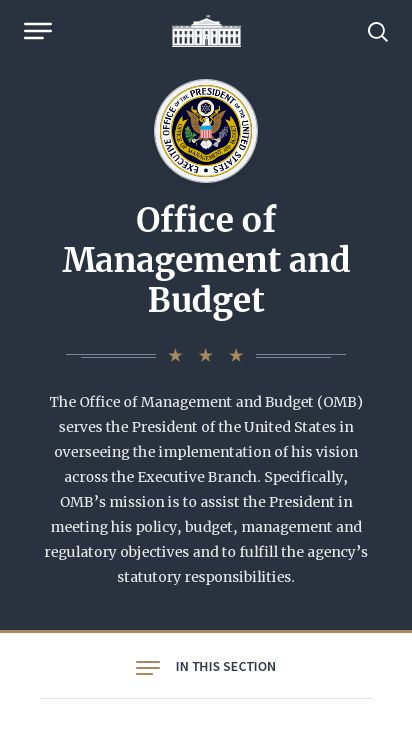 EXECUTIVE OFFICE OF THE PRESIDENT OF THE UNITED STATES
Office of
Management and
Budget
The Office of Management and Budget (OMB)
serves the President of the United States in
overseeing the implementation of his vision
across the Executive Branch. Specifically,
OMB’s mission is to assist the President in
meeting his policy, budget, management and
regulatory objectives and to fulfill the agency’s
statutory responsibilities.
IN THIS SECTION